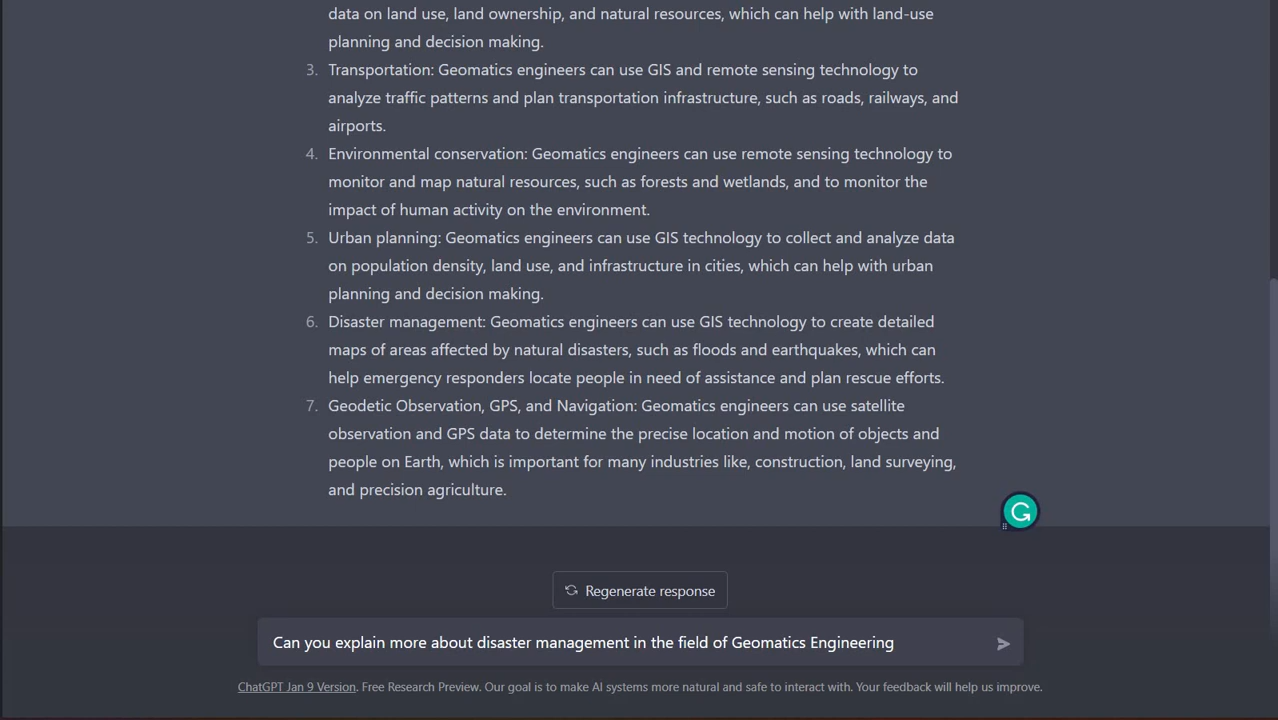 data on land use, land ownership, and natural resources, which can help with land-use
planning and decision making.
3. Transportation: Geomatics engineers can use GIS and remote sensing technology to
analyze traffic patterns and plan transportation infrastructure, such as roads, railways, and
airports.
4. Environmental conservation: Geomatics engineers can use remote sensing technology to
monitor and map natural resources, such as forests and wetlands, and to monitor the
impact of human activity on the environment.
5. Urban planning: Geomatics engineers can use GIS technology to collect and analyze data
on population density, land use, and infrastructure in cities, which can help with urban
planning and decision making.
6. Disaster management: Geomatics engineers can use GIS technology to create detailed
maps of areas affected by natural disasters, such as floods and earthquakes, which can
help emergency responders locate people in need of assistance and plan rescue efforts.
7. Geodetic Observation, GPS, and Navigation: Geomatics engineers can use satellite
observation and GPS data to determine the precise location and motion of objects and
people on Earth, which is important for many industries like, construction, land surveying,
and precision agriculture.
Regenerate response
Can you explain more about disaster management in the field of Geomatics Engineering
ChatGPT Jan 9 Version. Free Research Preview. Our goal is to make AI systems more natural and safe to interact with. Your feedback will help us improve.